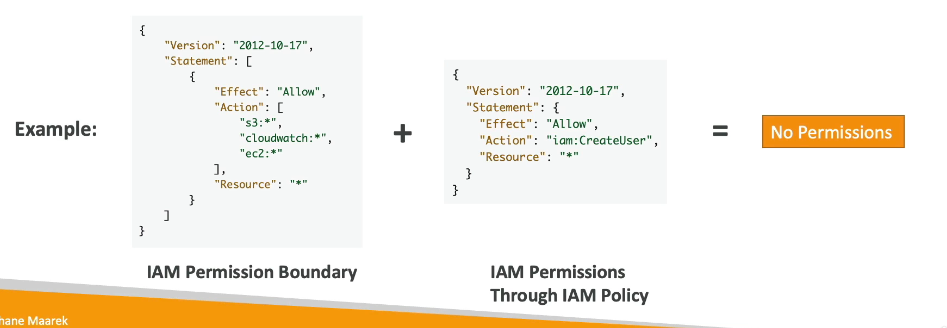 Example:
{
    "Version": "2012-10-17",
    "Statement": [
        {
            "Effect": "Allow",
            "Action": [
                "s3:*",
                "cloudwatch:*",
                "ec2:*"
            ],
            "Resource": "*"
        }
    ]
}
IAM Permission Boundary
+
{
  "Version": "2012-10-17",
  "Statement": {
    "Effect": "Allow",
    "Action": "iam:CreateUser",
    "Resource": "*"
  }
}
IAM Permissions
Through IAM Policy
=
No Permissions
hane Maarek